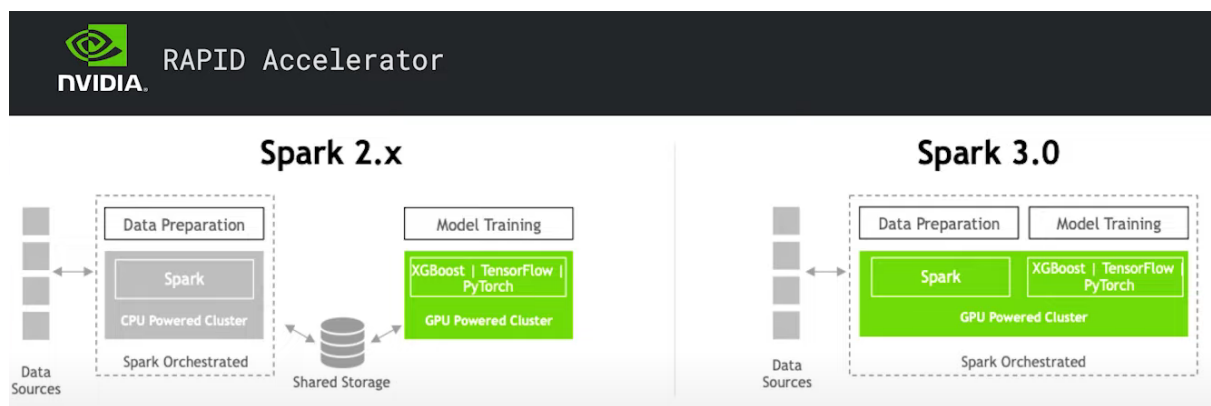 NVIDIA.
RAPID Accelerator
Spark 2.x
Data Preparation
Spark
CPU Powered Cluster
Spark Orchestrated
Data
Sources
Shared Storage
Model Training
XGBoost | TensorFlow |
PyTorch
GPU Powered Cluster
Spark 3.0
Data Preparation
Model Training
Spark
XGBoost | TensorFlow |
PyTorch
GPU Powered Cluster
Spark Orchestrated
Data
Sources